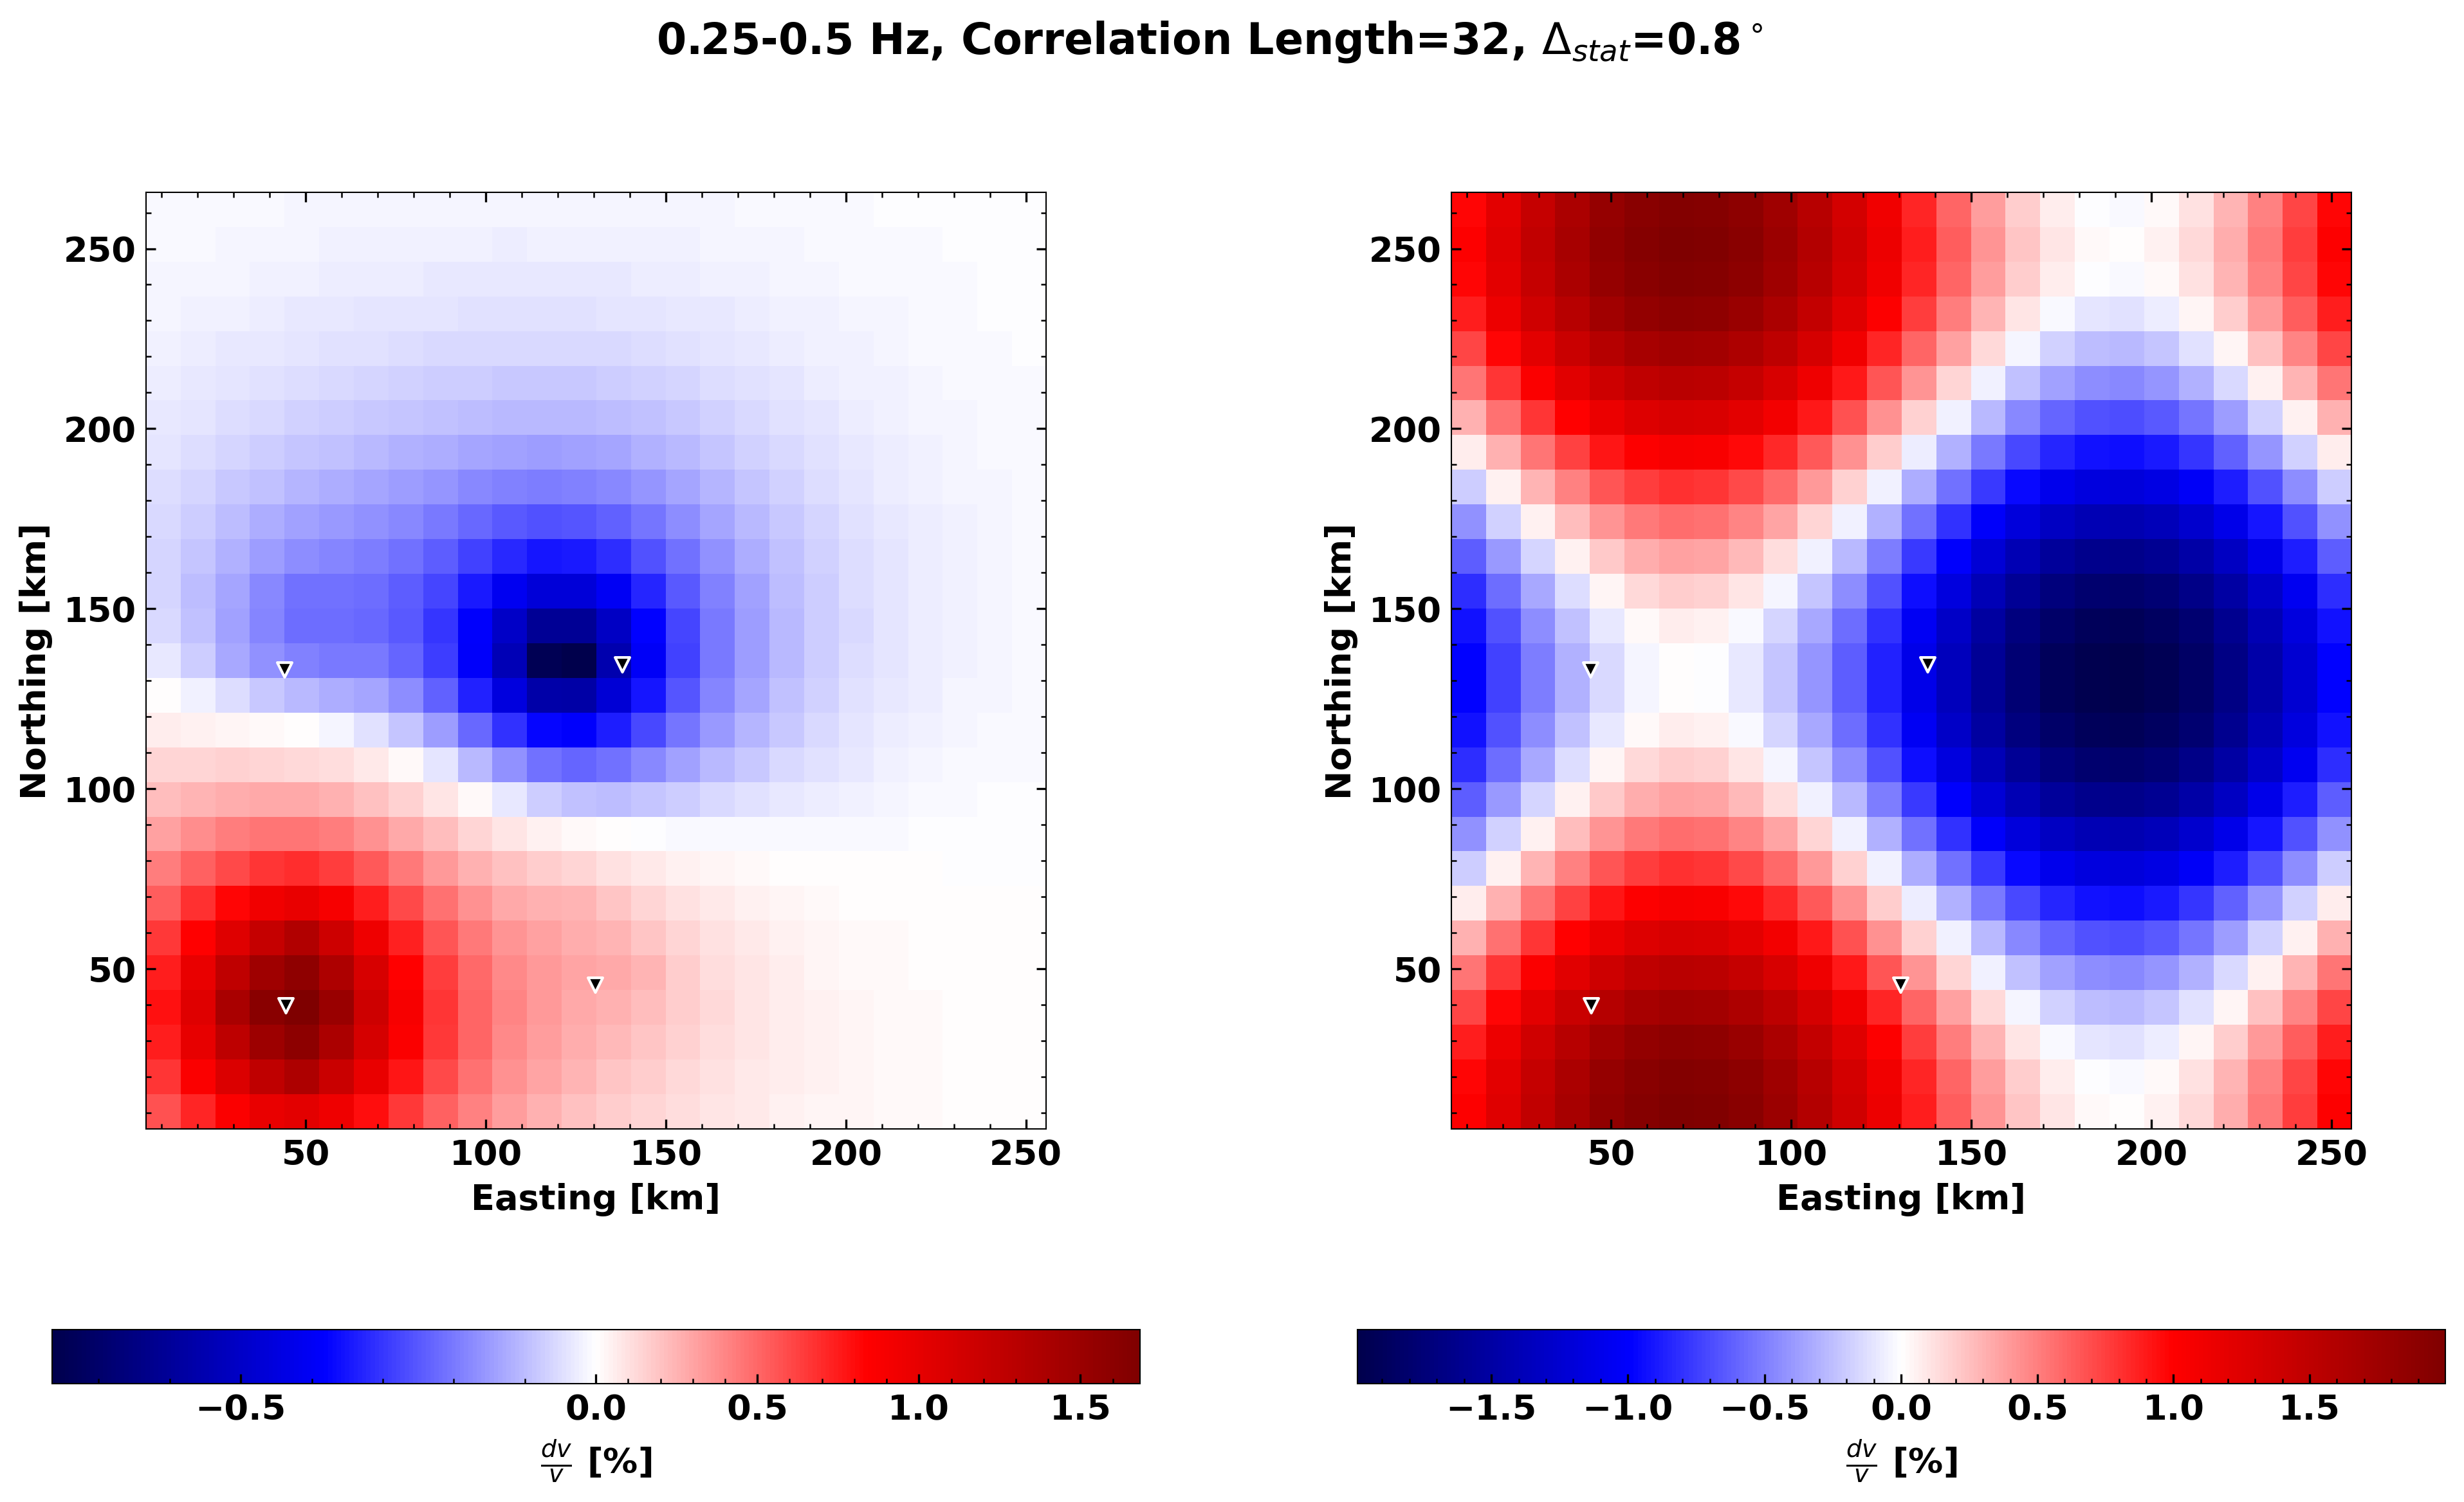 0.25-0.5 Hz, Correlation Length=32, Δstat=0.8°
250
200
150
100
50
Northing [km]
50 100 150 200 250
Easting [km]
250
200
150
100
50
Northing [km]
50 100 150 200 250
Easting [km]
−0.5 0.0 0.5 1.0 1.5
dv/v [%]
−1.5 −1.0 −0.5 0.0 0.5 1.0 1.5
dv/v [%]